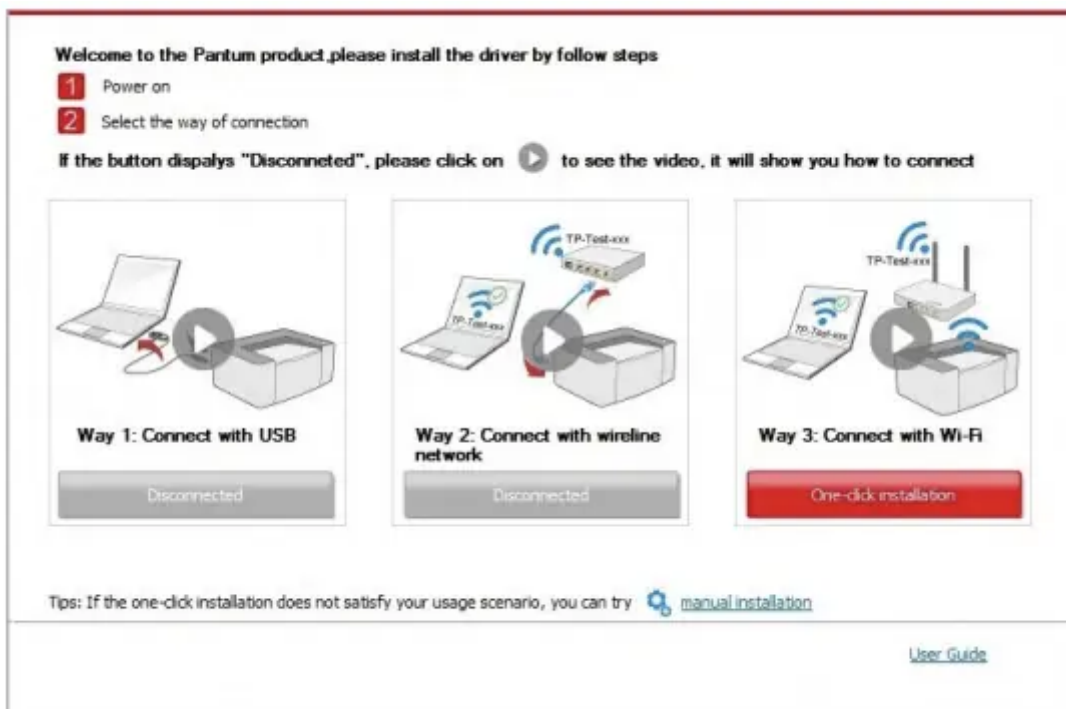 Welcome to the Pantum product,please install the driver by follow steps
1 Power on
2 Select the way of connection
If the button dispalys "Disconneted", please click on to see the video, it will show you how to connect
TP-Test-xxx
TP-Test-xxx
Way 1: Connect with USB
Disconnected
TP-Test-xxx
TP-Test-xxx
Way 2: Connect with wireline
network
Disconnected
Way 3: Connect with Wi-Fi
One-click installation
Tips: If the one-click installation does not satisfy your usage scenario, you can try manual installation
User Guide